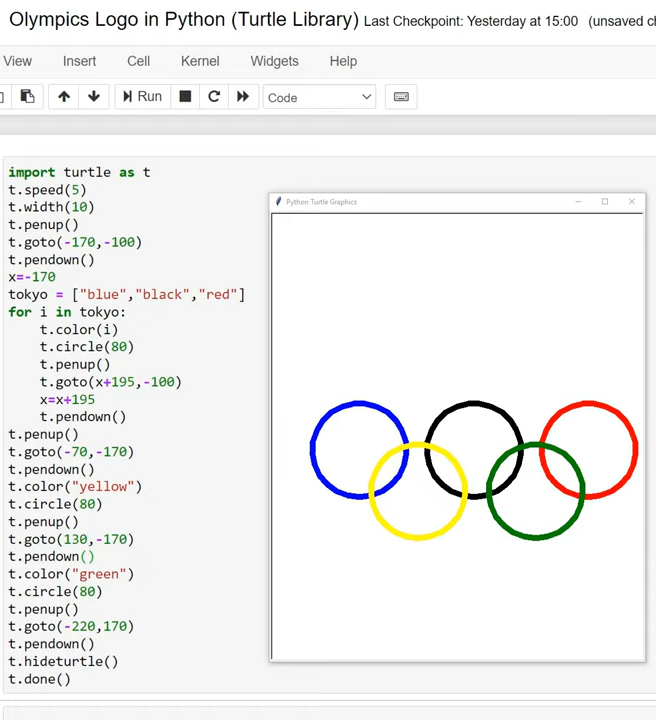 Olympics Logo in Python (Turtle Library) Last Checkpoint: Yesterday at 15:00 (unsaved c
View Insert Cell Kernel Widgets Help
Run Code
import turtle as t
t.speed(5)
t.width(10)
t.penup()
t.goto(-170,-100)
t.pendown()
x=-170
tokyo = ["blue","black","red"]
for i in tokyo:
    t.color(i)
    t.circle(80)
    t.penup()
    t.goto(x+195,-100)
    x=x+195
    t.pendown()
t.penup()
t.goto(-70,-170)
t.pendown()
t.color("yellow")
t.circle(80)
t.penup()
t.goto(130,-170)
t.pendown()
t.color("green")
t.circle(80)
t.penup()
t.goto(-220,170)
t.pendown()
t.hideturtle()
t.done()
Python Turtle Graphics